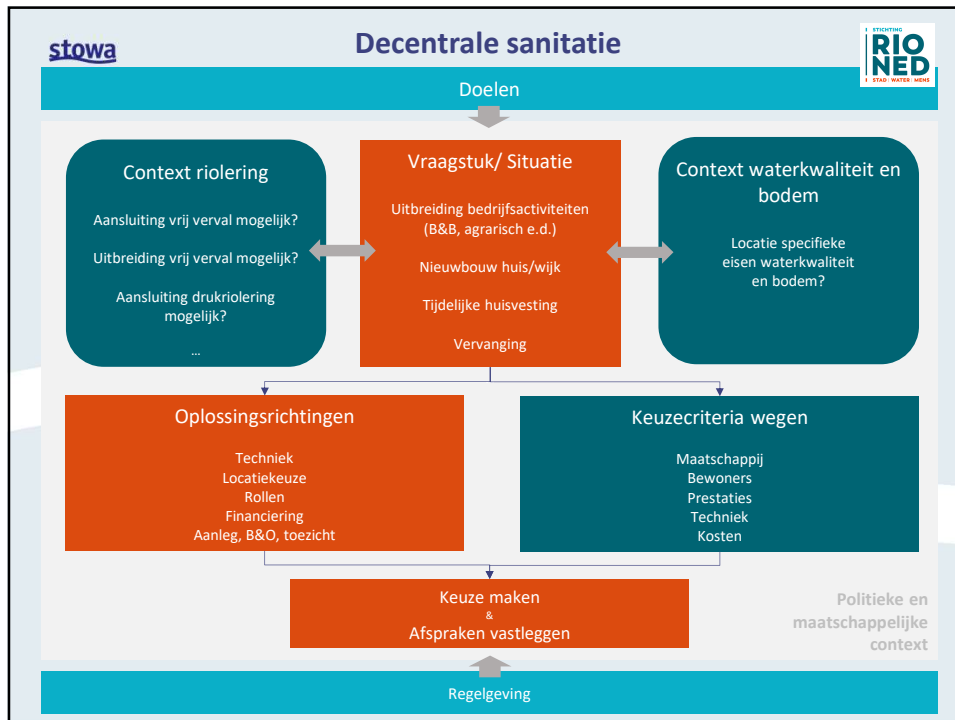 stowa
Decentrale sanitatie
STICHTING
RIO
NED
STAD WATER MENS
Doelen
Context riolering
Aansluiting vrij verval mogelijk?
Uitbreiding vrij verval mogelijk?
Aansluiting drukriolering
mogelijk?
...
Vraagstuk/ Situatie
Uitbreiding bedrijfsactiviteiten
(B&B, agrarisch e.d.)
Nieuwbouw huis/wijk
Tijdelijke huisvesting
Vervanging
Context waterkwaliteit en
bodem
Locatie specifieke
eisen waterkwaliteit
en bodem?
Oplossingsrichtingen
Techniek
Locatiekeuze
Rollen
Financiering
Aanleg, B&O, toezicht
Keuzecriteria wegen
Maatschappij
Bewoners
Prestaties
Techniek
Kosten
Keuze maken
&
Afspraken vastleggen
Politieke en
maatschappelijke
context
Regelgeving